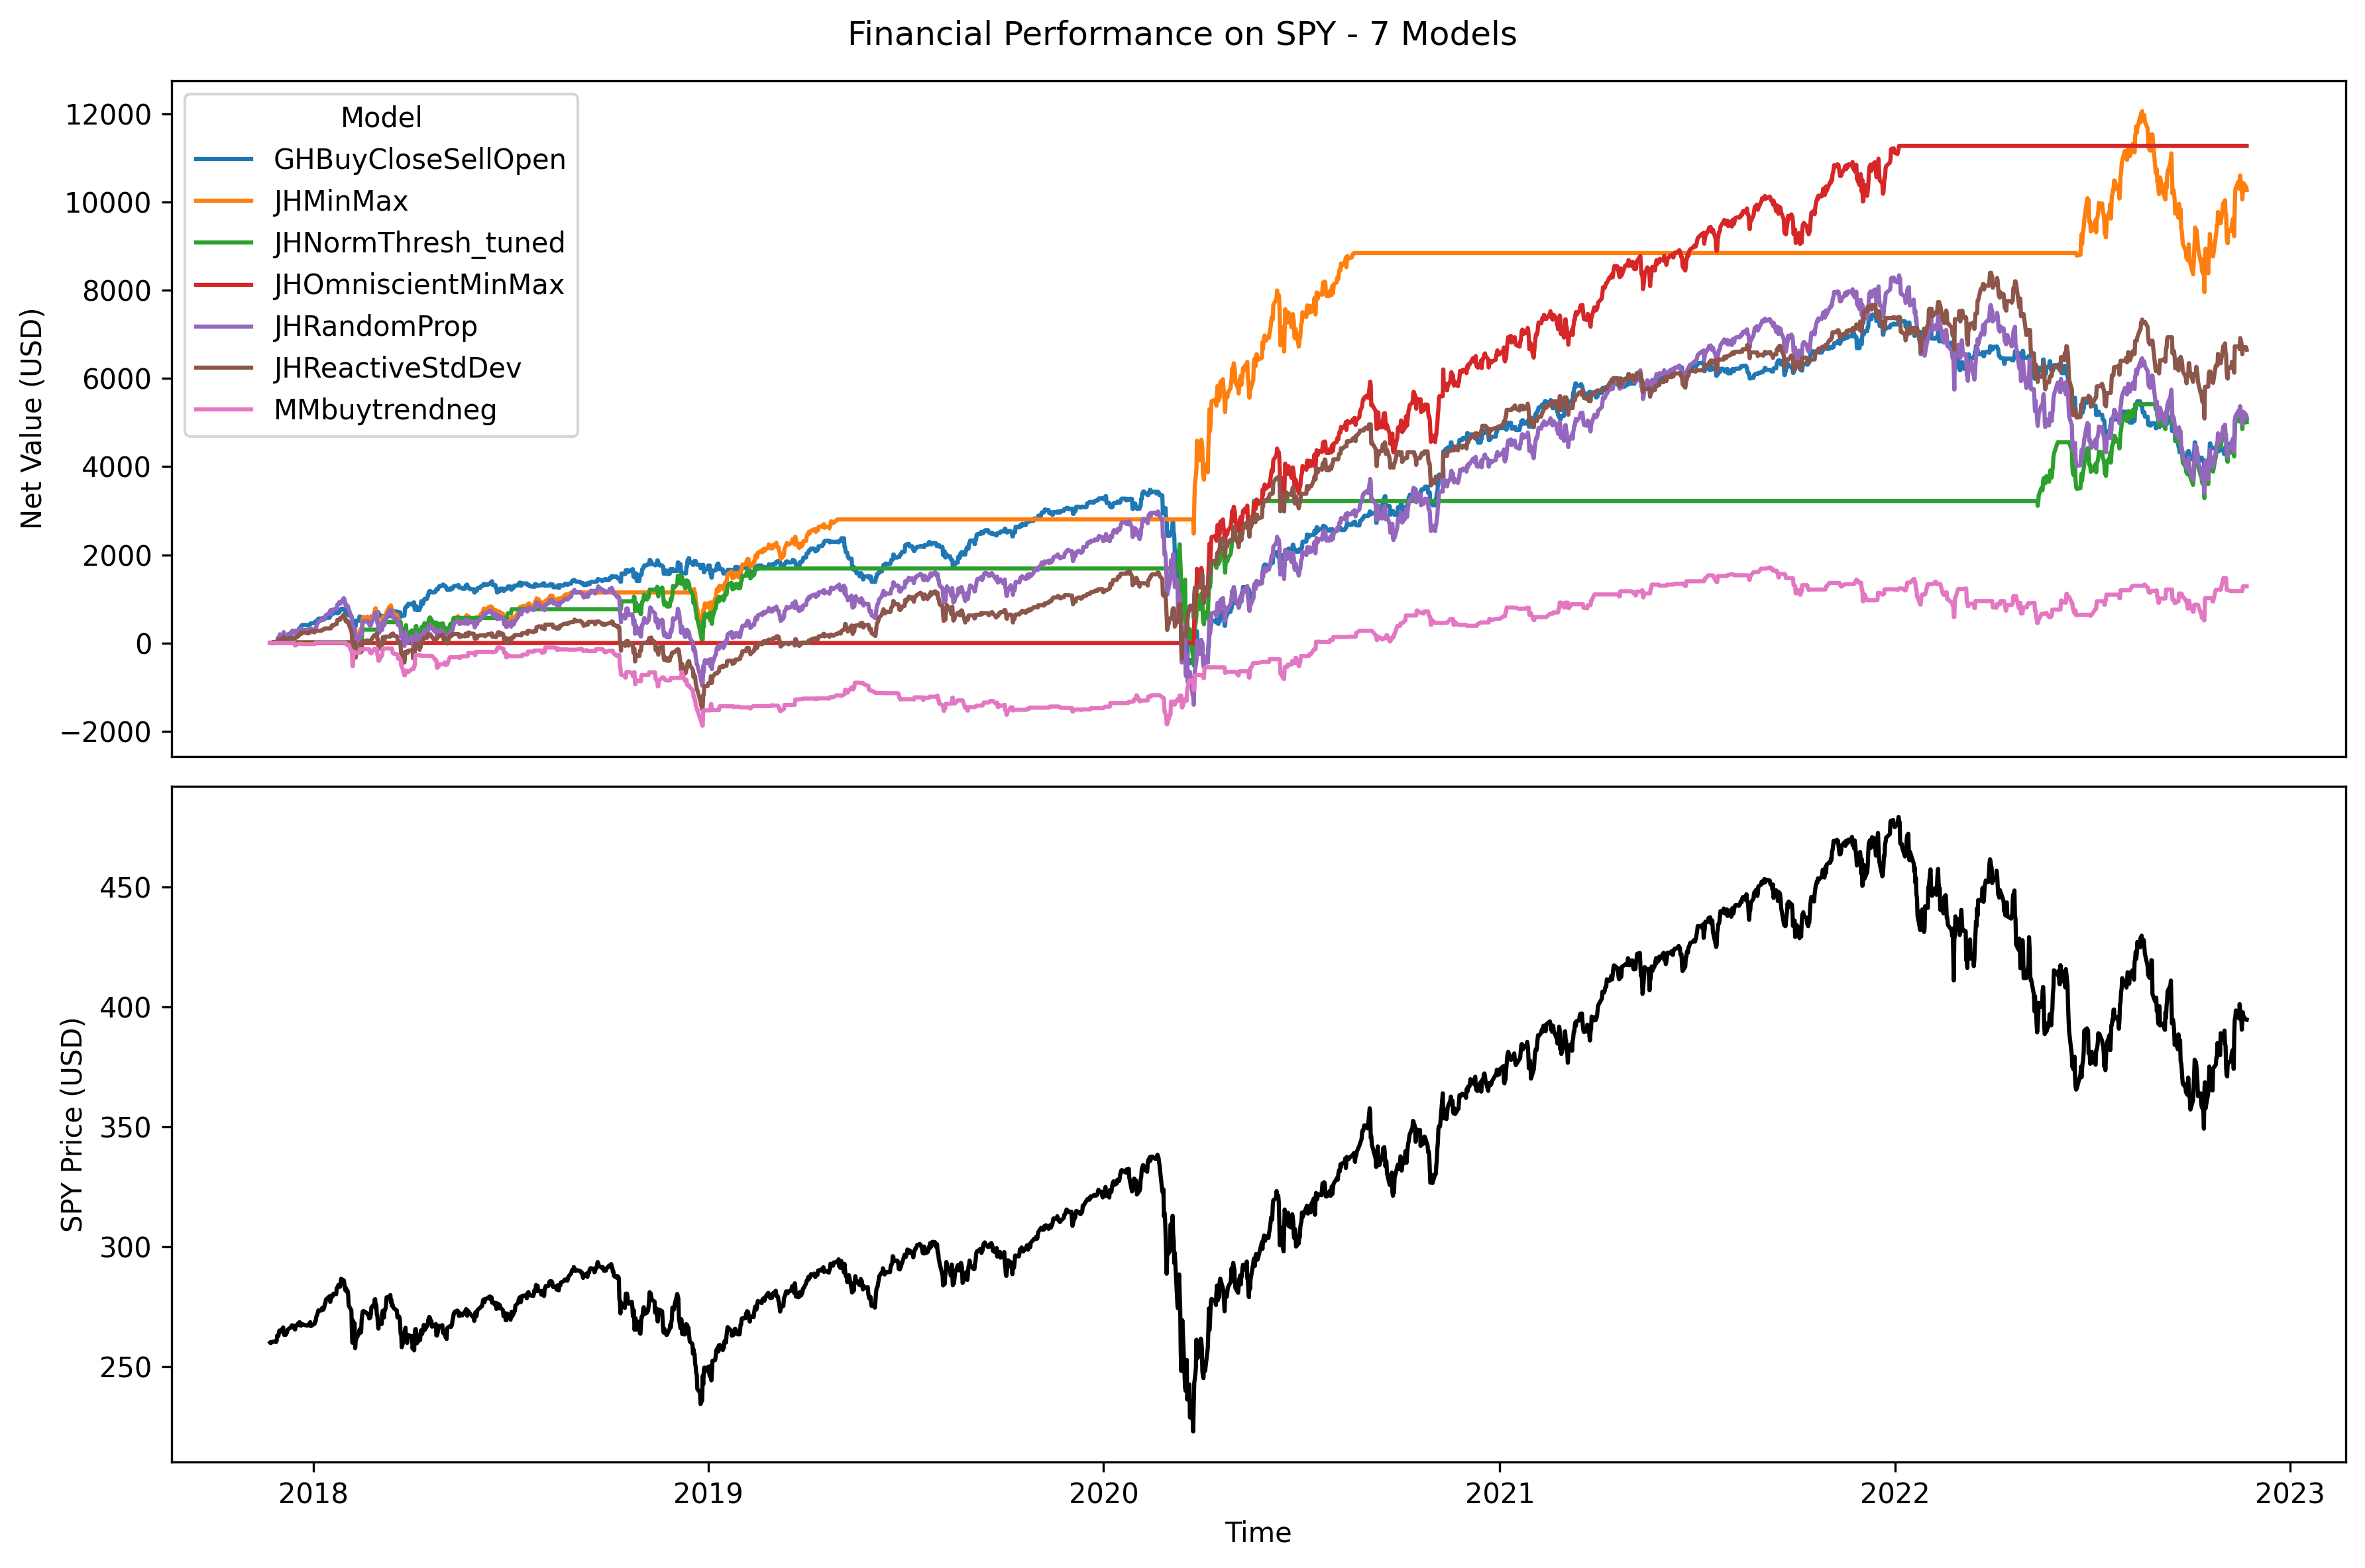 Financial Performance on SPY - 7 Models
Net Value (USD)
12000
10000
8000
6000
4000
2000
0
−2000
Model
GHBuyCloseSellOpen
JHMinMax
JHNormThresh_tuned
JHOmniscientMinMax
JHRandomProp
JHReactiveStdDev
MMbuytrendneg
SPY Price (USD)
450
400
350
300
250
2018 2019 2020 2021 2022 2023
Time